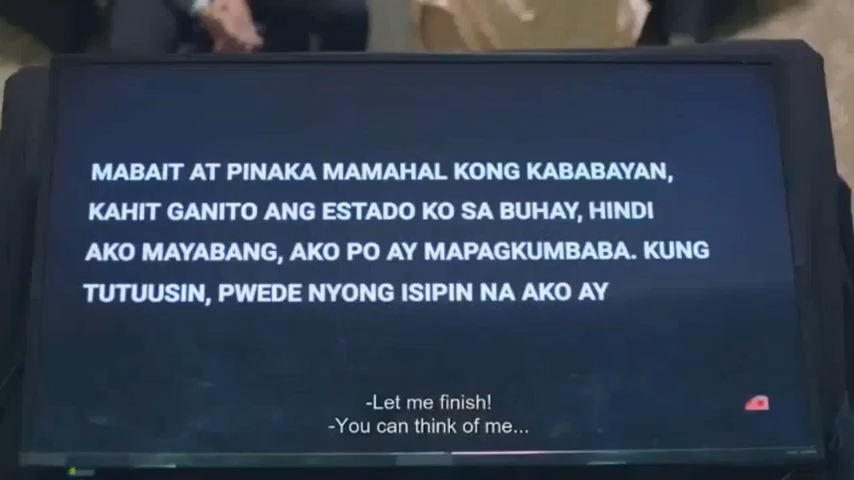 MABAIT AT PINAKA MAMAHAL KONG KABABAYAN,
KAHIT GANITO ANG ESTADO KO SA BUHAY, HINDI
AKO MAYABANG, AKO PO AY MAPAGKUMBABA. KUNG
TUTUUSIN, PWEDE NYONG ISIPIN NA AKO AY
-Let me finish!
-You can think of me...